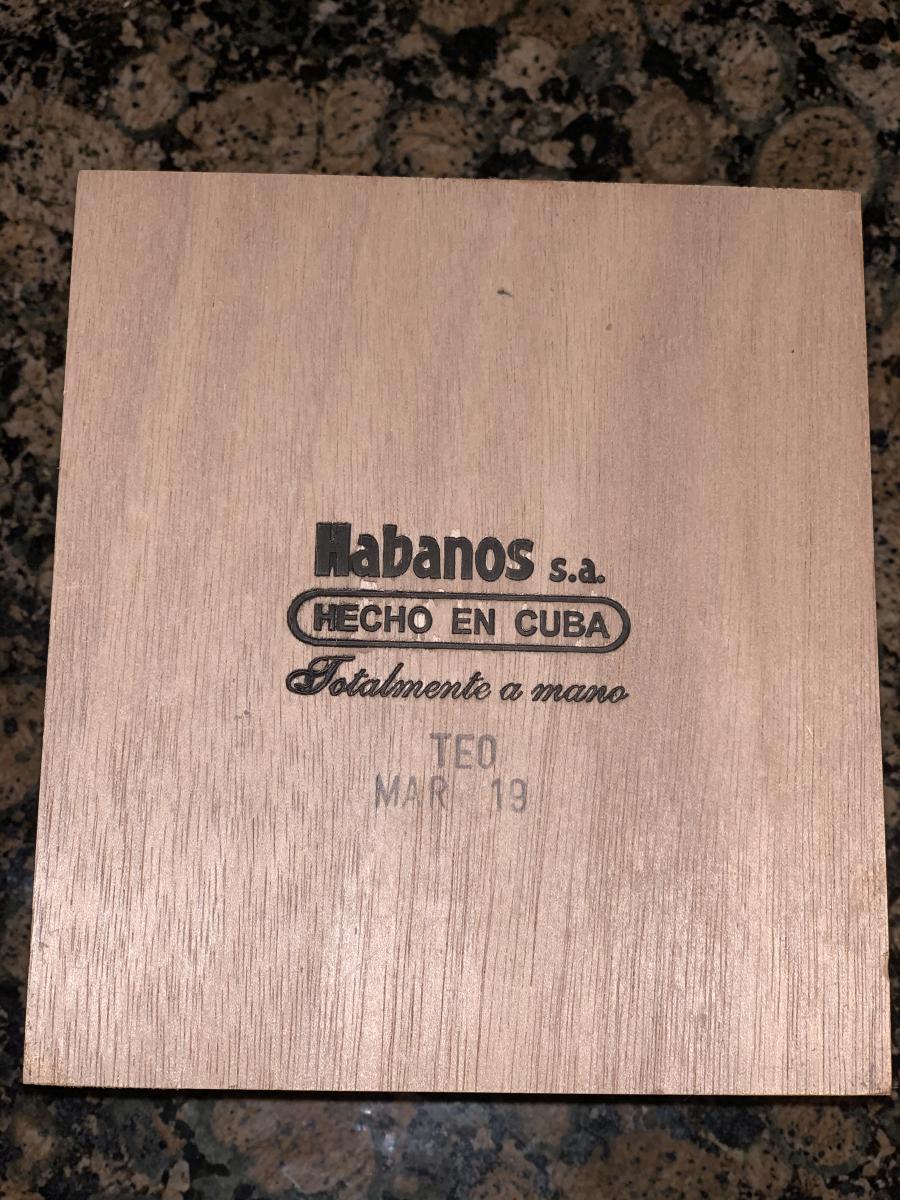 Habanos s.a.
HECHO EN CUBA
Totalmente a mano
TEO
MAR 19